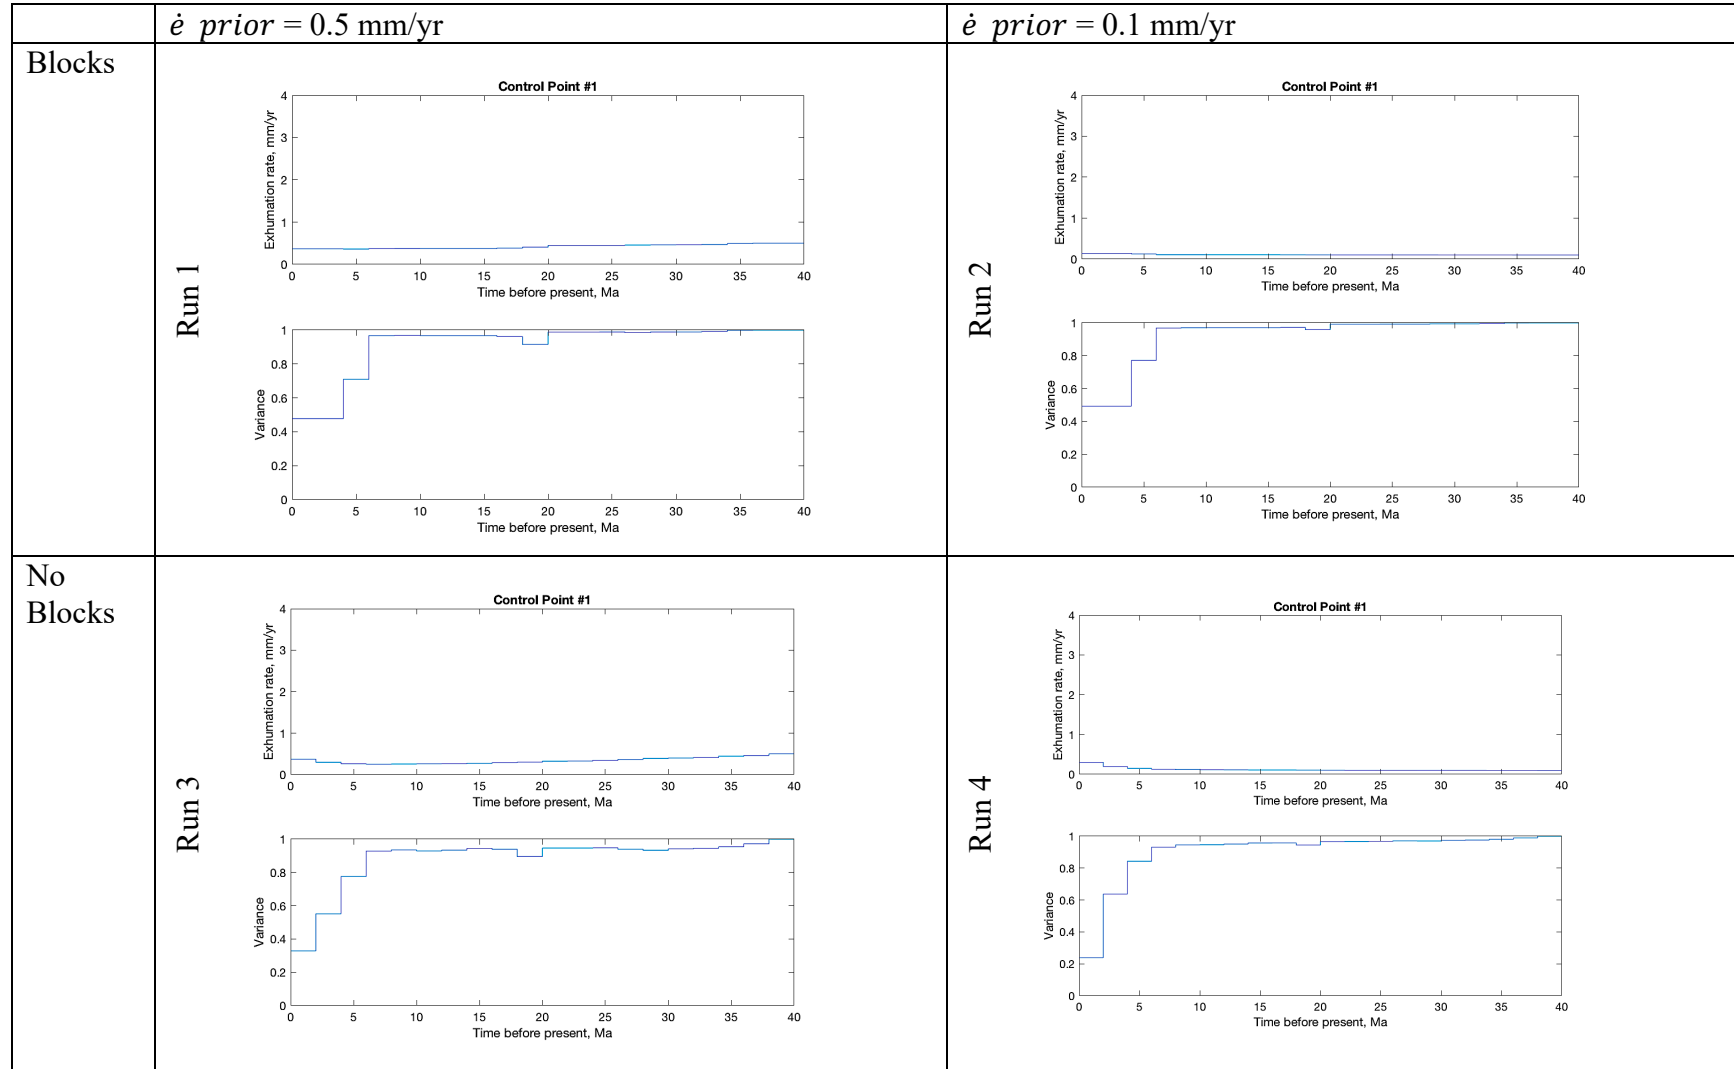 ė prior = 0.5 mm/yr
ė prior = 0.1 mm/yr
Blocks
Run 1
Control Point #1
Exhumation rate, mm/yr
4
3
2
1
0
0 5 10 15 20 25 30 35 40
Time before present, Ma
Variance
1
0.8
0.6
0.4
0.2
0
0 5 10 15 20 25 30 35 40
Time before present, Ma
Run 2
Control Point #1
Exhumation rate, mm/yr
4
3
2
1
0
0 5 10 15 20 25 30 35 40
Time before present, Ma
Variance
1
0.8
0.6
0.4
0.2
0
0 5 10 15 20 25 30 35 40
Time before present, Ma
No
Blocks
Run 3
Control Point #1
Exhumation rate, mm/yr
4
3
2
1
0
0 5 10 15 20 25 30 35 40
Time before present, Ma
Variance
1
0.8
0.6
0.4
0.2
0
0 5 10 15 20 25 30 35 40
Time before present, Ma
Run 4
Control Point #1
Exhumation rate, mm/yr
4
3
2
1
0
0 5 10 15 20 25 30 35 40
Time before present, Ma
Variance
1
0.8
0.6
0.4
0.2
0
0 5 10 15 20 25 30 35 40
Time before present, Ma